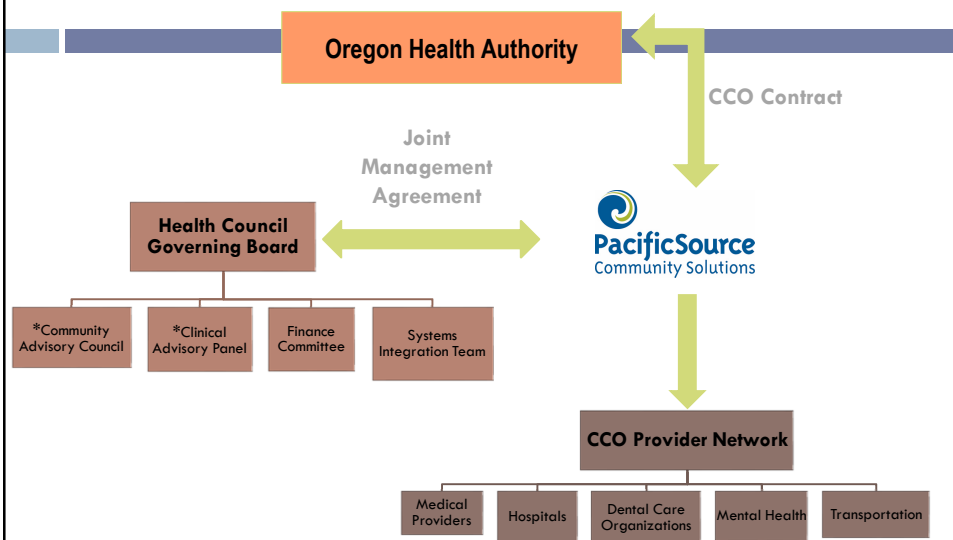 Oregon Health Authority
CCO Contract
Joint
Management
Agreement
Health Council
Governing Board
PacificSource
Community Solutions
*Community
Advisory Council
*Clinical
Advisory Panel
Finance
Committee
Systems
Integration Team
CCO Provider Network
Medical
Providers
Hospitals
Dental Care
Organizations
Mental Health
Transportation